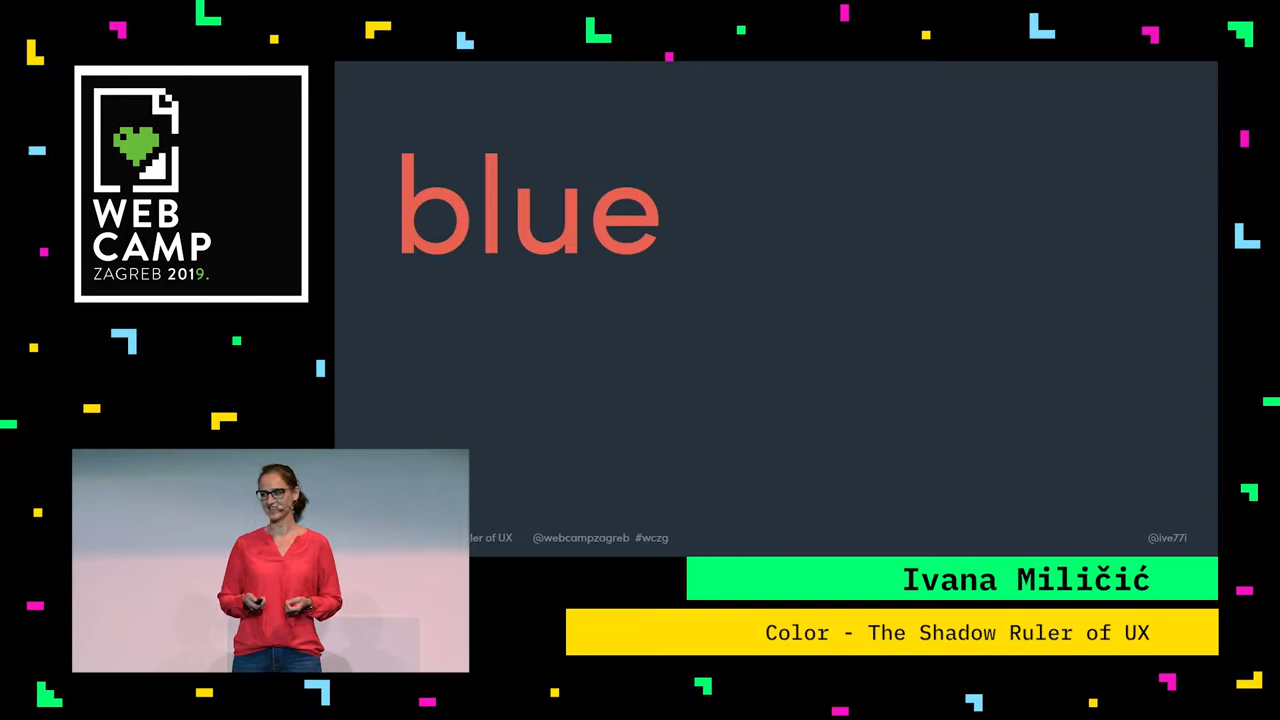 WEB
CAMP
ZAGREB 2019.
blue
ler of UX @webcampzagreb #wczg
@ive77i
Ivana Miličić
Color - The Shadow Ruler of UX